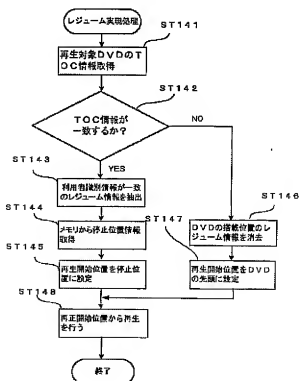 レジューム実現処理
ST141
再生対象DVDのT
OC情報取得
ST142
TOC情報が
一致するか?
NO
YES
ST143
利用者識別情報が一致
のレジューム情報を抽出
ST144
メモリから停止位置情報
取得
ST145
再生開始位置を停止位
置に設定
ST146
DVDの搭載位置のレ
ジューム情報を消去
ST147
再生開始位置をDVD
の先頭に設定
ST148
再正開始位置から再生
を行う
終了